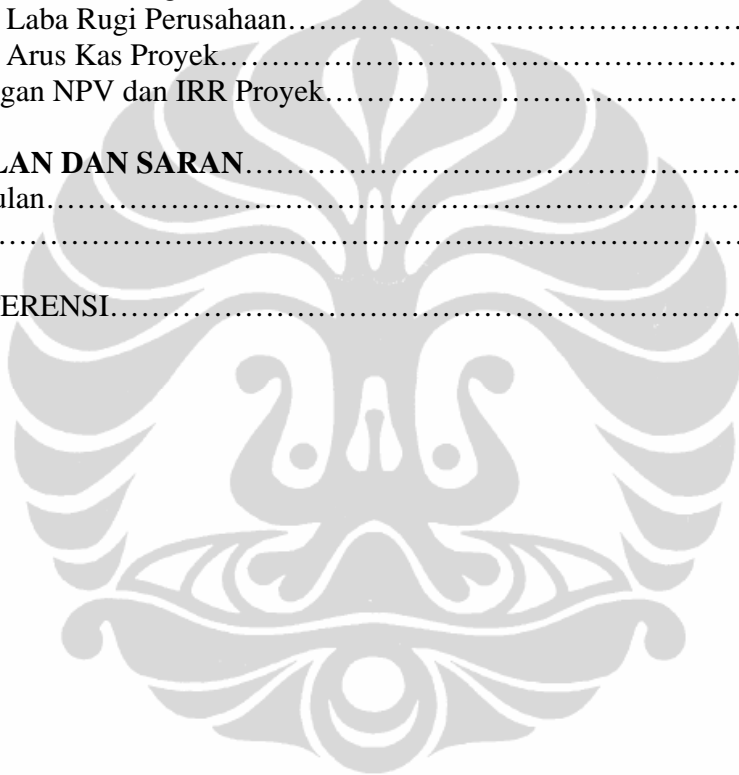 Laba Rugi Perusahaan……………………………………………
Arus Kas Proyek…………………………………………………
gan NPV dan IRR Proyek…………………………………………
LAN DAN SARAN…………………………………………………
ulan………………………………………………………………
…………………………………………………………………
ERENSI……………………………………………………………